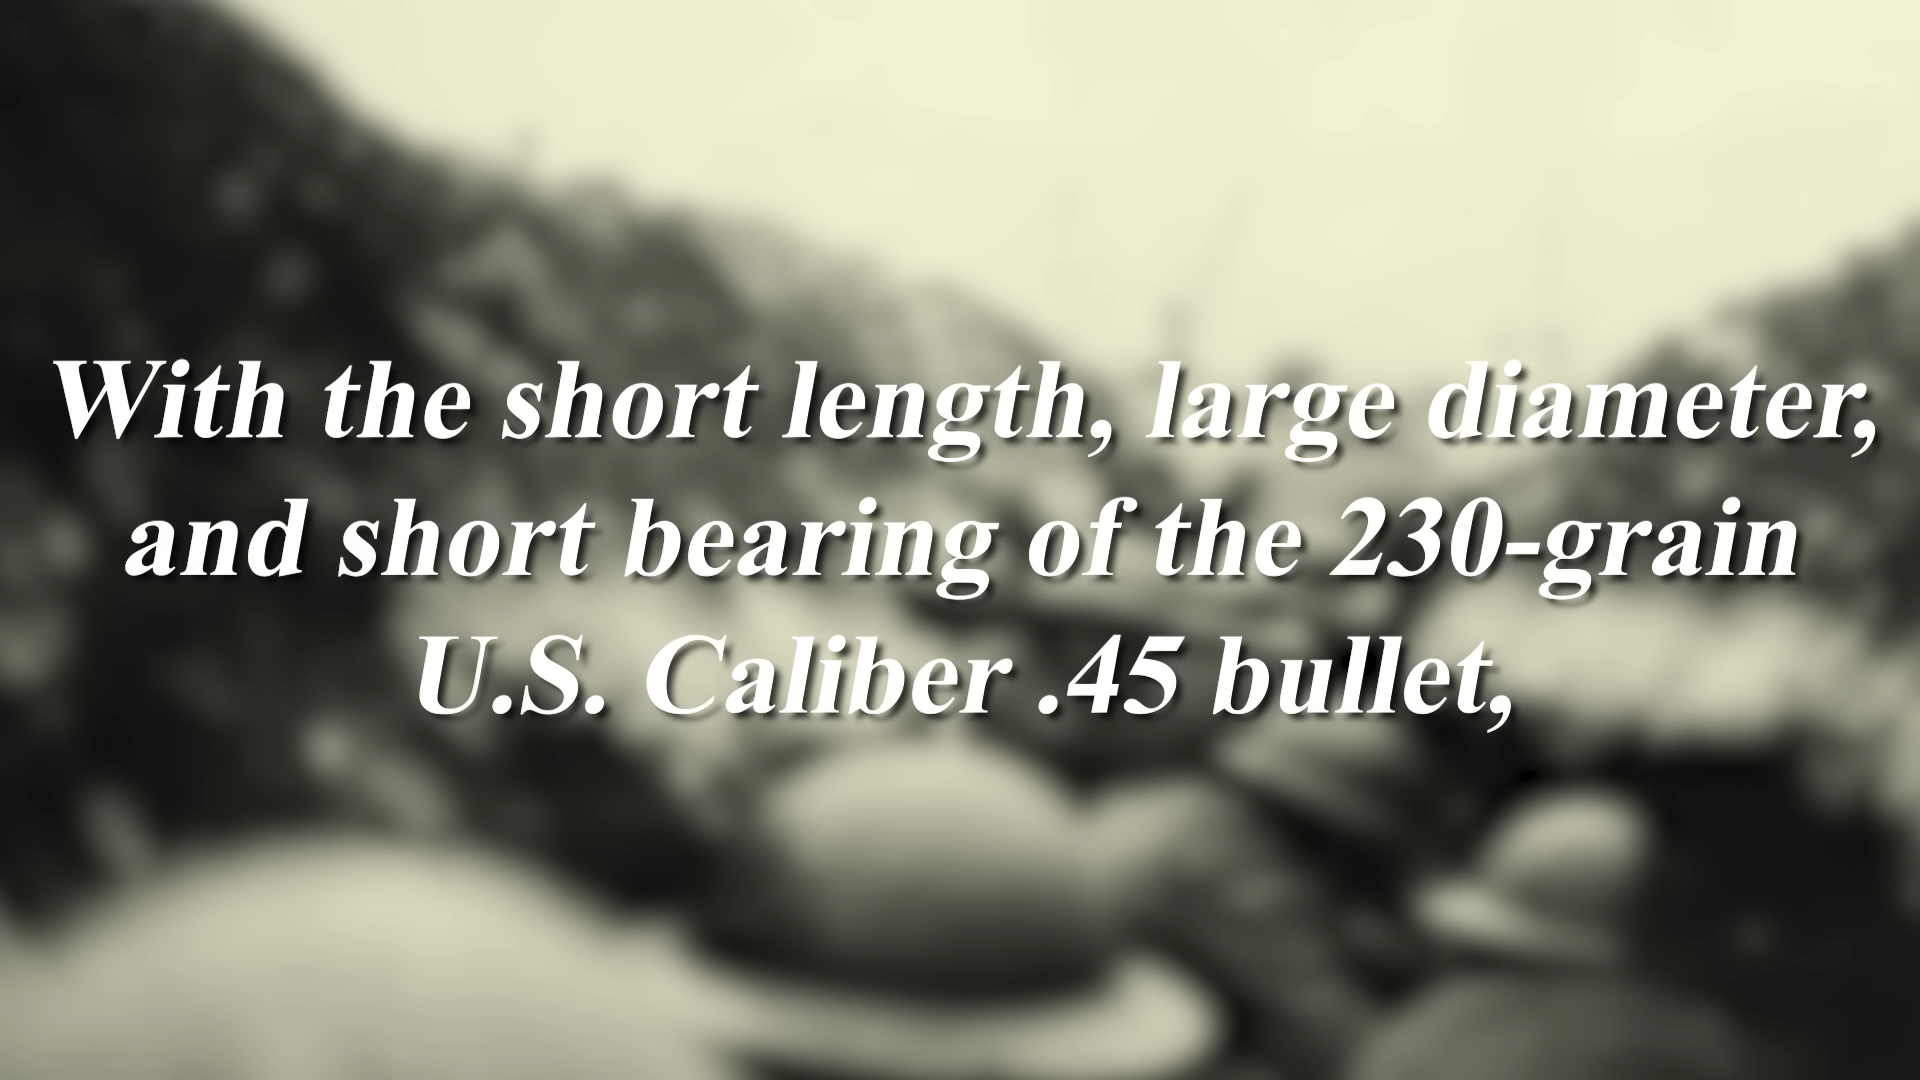 With the short length, large diameter,
and short bearing of the 230-grain
U.S. Caliber .45 bullet,